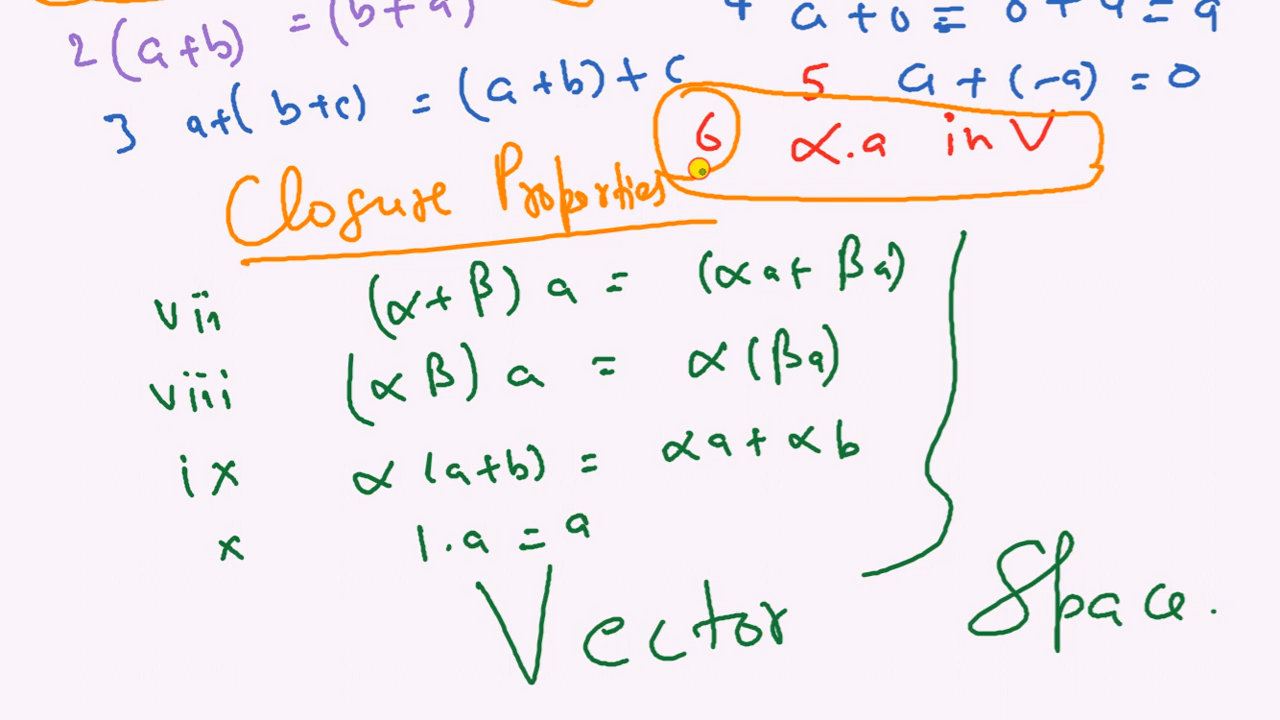 2 (a+b) = (b+a)
4 a + 0 = 0 + a = a
3 a+(b+c) = (a+b)+c
5 a + (-a) = 0
6 α.a in V
Closure Properties
vii (α+β) a = (αa+ βa)
viii (αβ) a = α(βa)
ix α(a+b) = αa+αb
x 1.a = a
Vector Space.